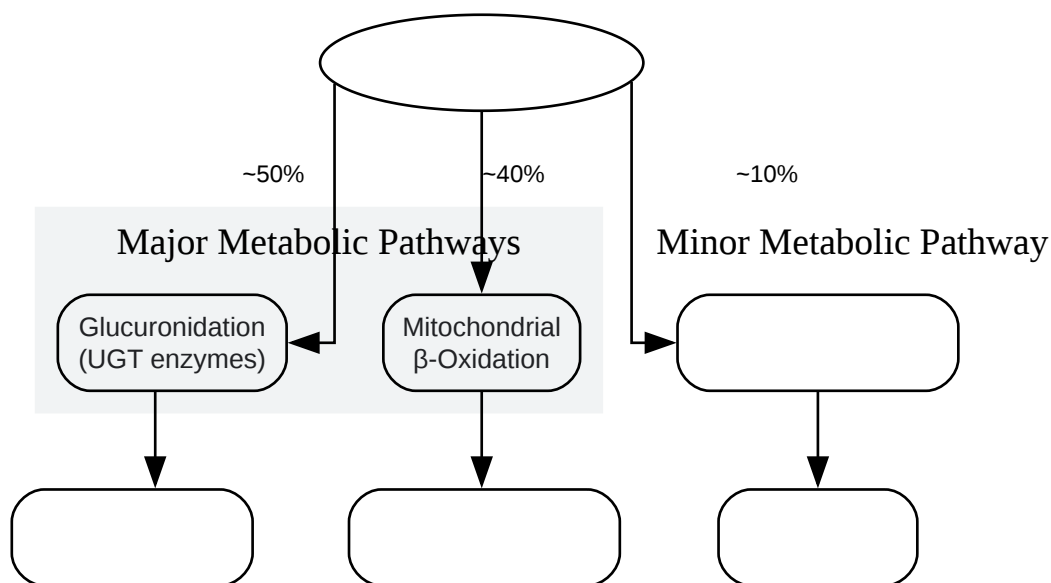 ~50%
~40%
~10%
Major Metabolic Pathways
Minor Metabolic Pathway
Glucuronidation
(UGT enzymes)
Mitochondrial
β-Oxidation